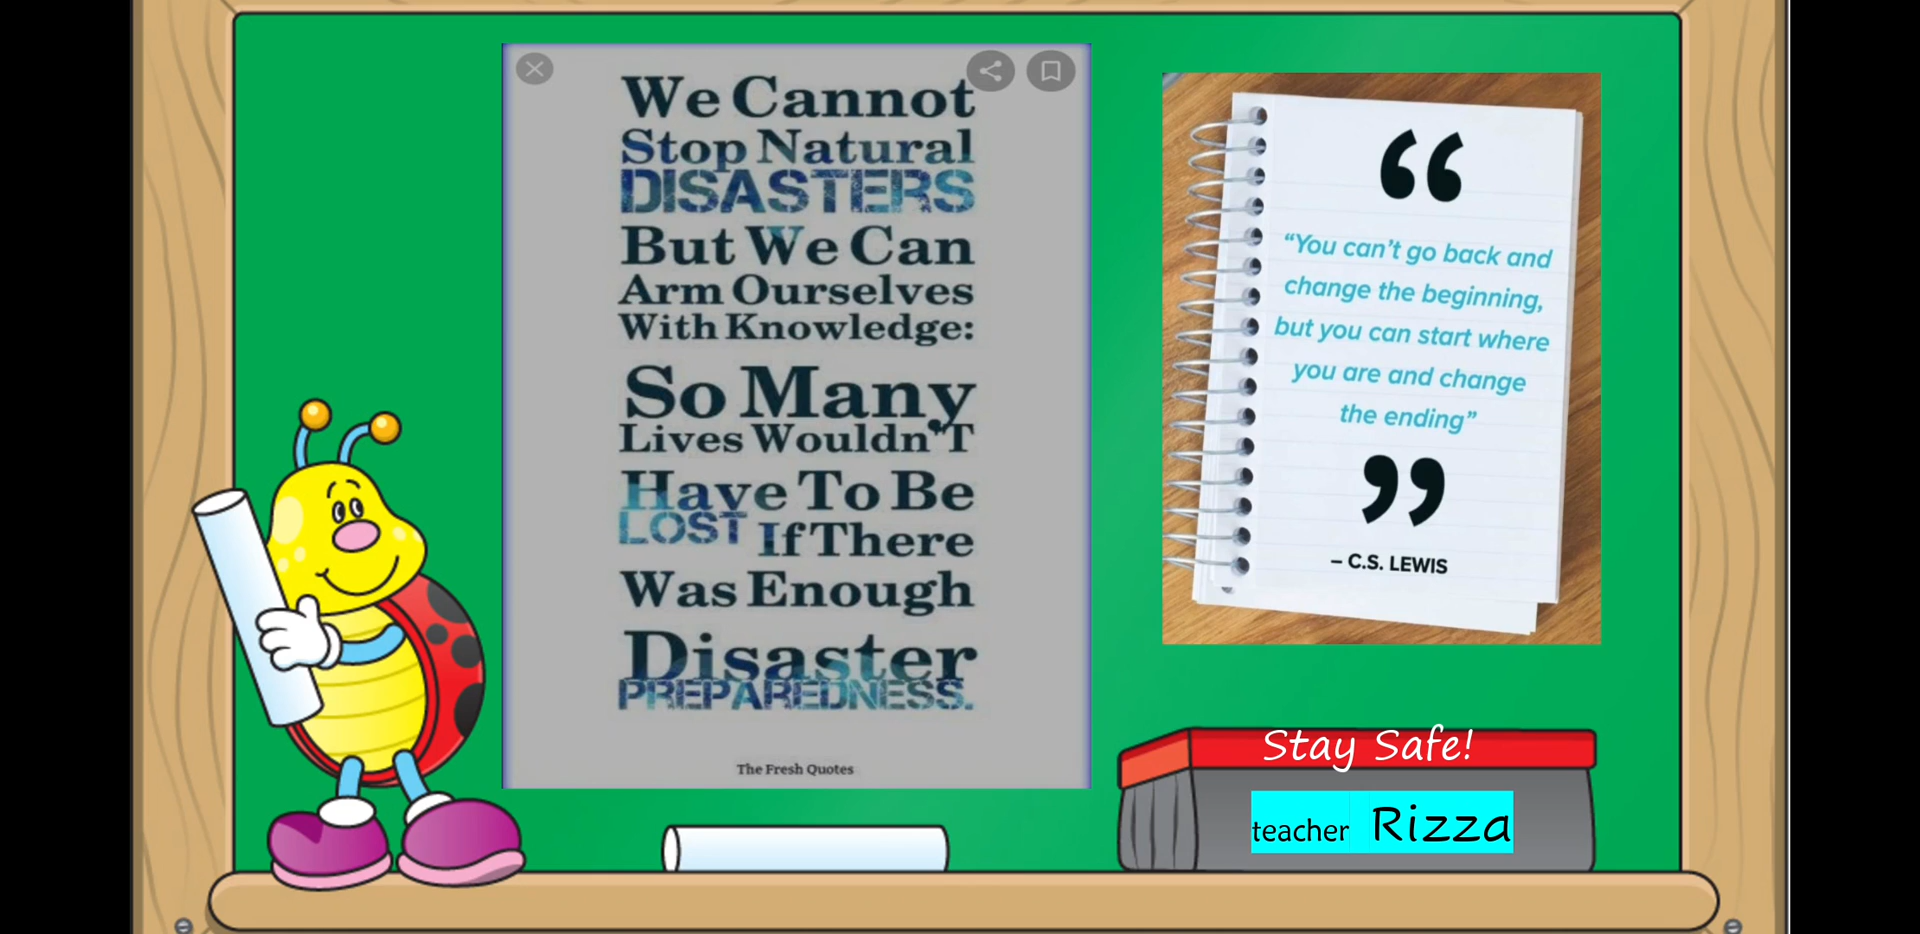 We Cannot
Stop Natural
DISASTERS
But We Can
Arm Ourselves
With Knowledge:
So Many
Lives Wouldn'T
Have To Be
LOST If There
Was Enough
Disaster
PREPAREDNESS.
The Fresh Quotes
“
“You can’t go back and
change the beginning,
but you can start where
you are and change
the ending”
”
– C.S. LEWIS
Stay Safe!
teacher Rizza